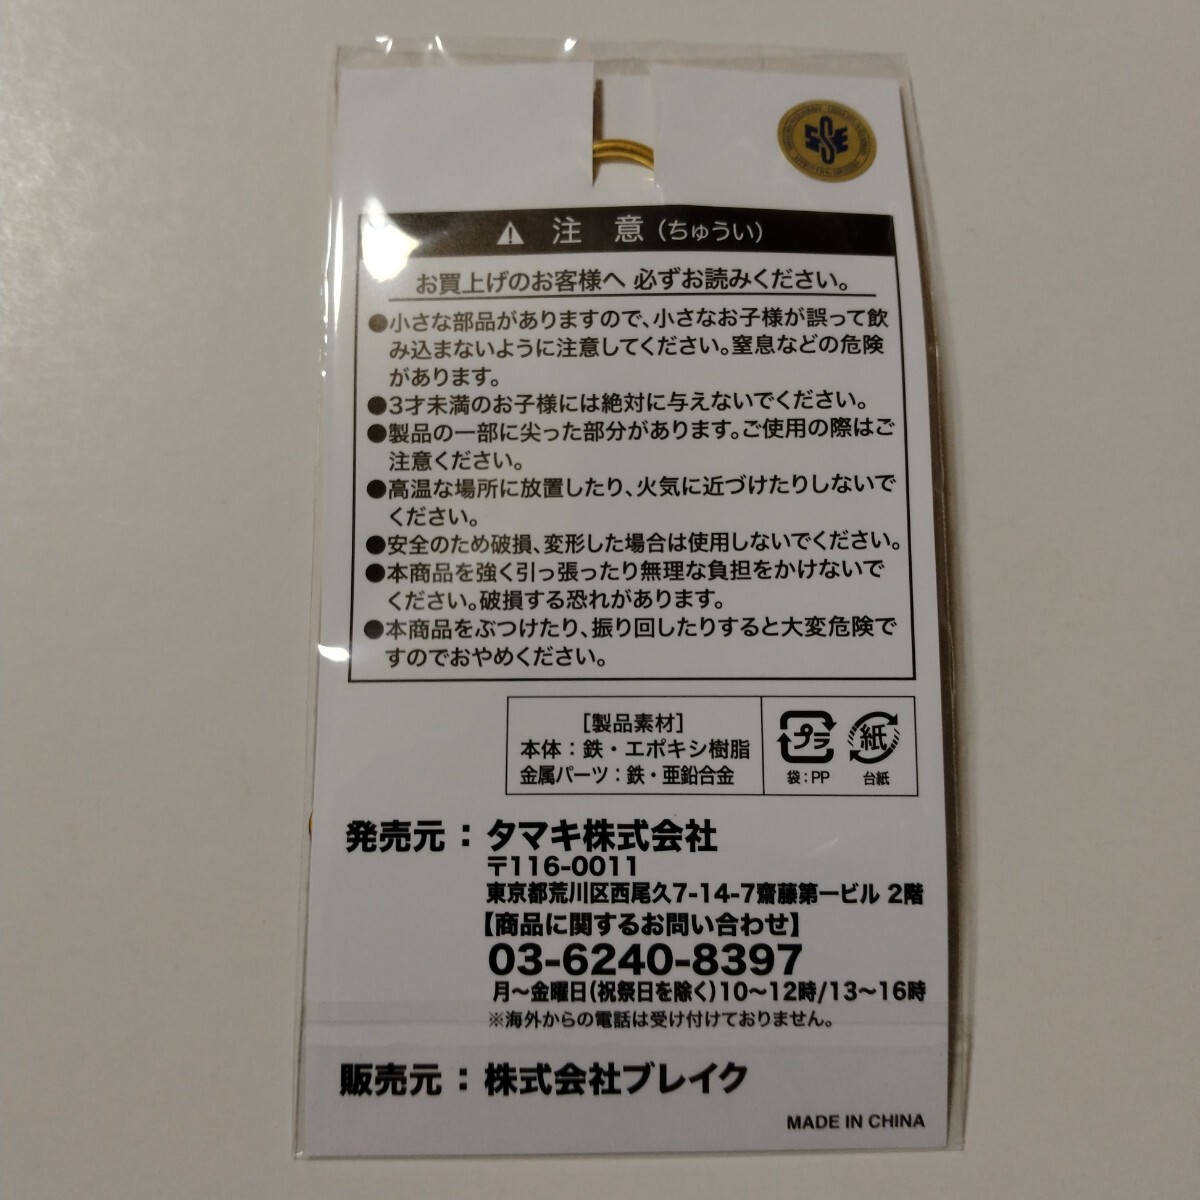 SSE
⚠ 注 意(ちゅうい)
お買上げのお客様へ 必ずお読みください。
●小さな部品がありますので、小さなお子様が誤って飲
み込まないように注意してください。窒息などの危険
があります。
●3才未満のお子様には絶対に与えないでください。
●製品の一部に尖った部分があります。ご使用の際はご
注意ください。
●高温な場所に放置したり、火気に近づけたりしないで
ください。
●安全のため破損、変形した場合は使用しないでください。
●本商品を強く引っ張ったり無理な負担をかけないで
ください。破損する恐れがあります。
●本商品をぶつけたり、振り回したりすると大変危険で
すのでおやめください。
[製品素材]
本体：鉄・エポキシ樹脂
金属パーツ：鉄・亜鉛合金
プラ
袋：PP
紙
台紙
発売元：タマキ株式会社
〒116-0011
東京都荒川区西尾久7-14-7齋藤第一ビル 2階
【商品に関するお問い合わせ】
03-6240-8397
月～金曜日(祝祭日を除く)10～12時/13～16時
※海外からの電話は受け付けておりません。
販売元：株式会社ブレイク
MADE IN CHINA